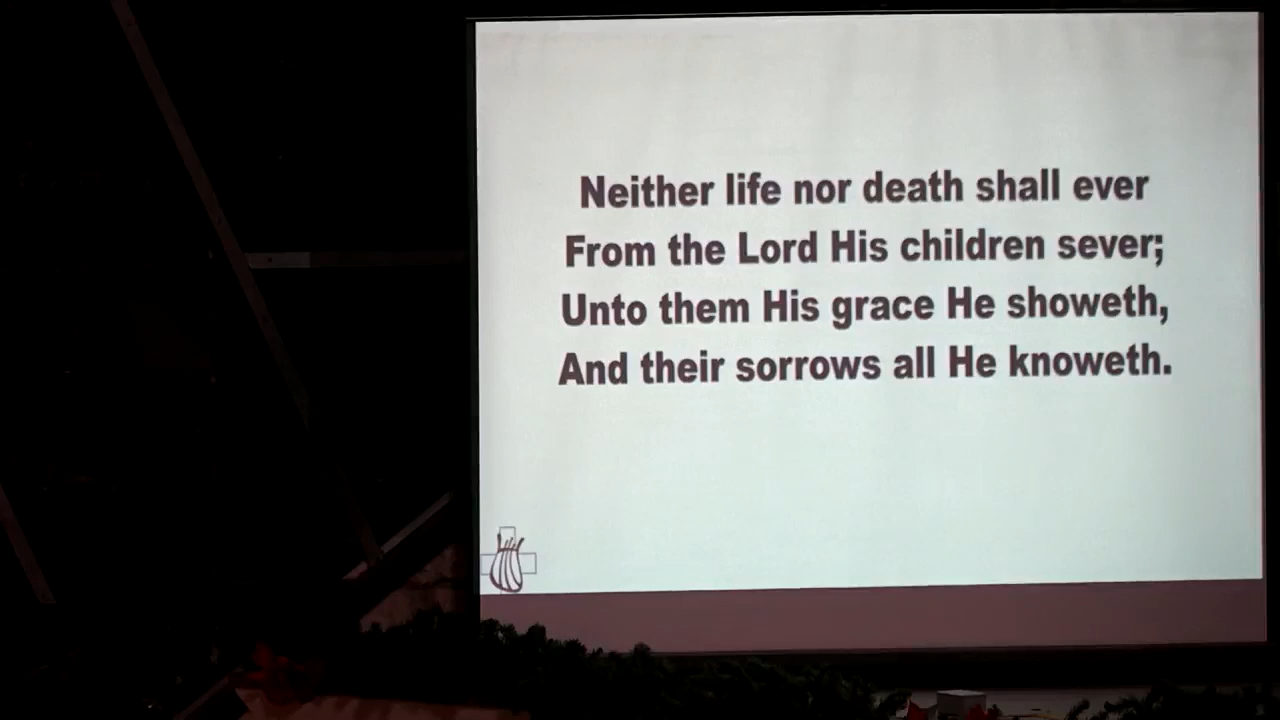 Neither life nor death shall ever
From the Lord His children sever;
Unto them His grace He showeth,
And their sorrows all He knoweth.